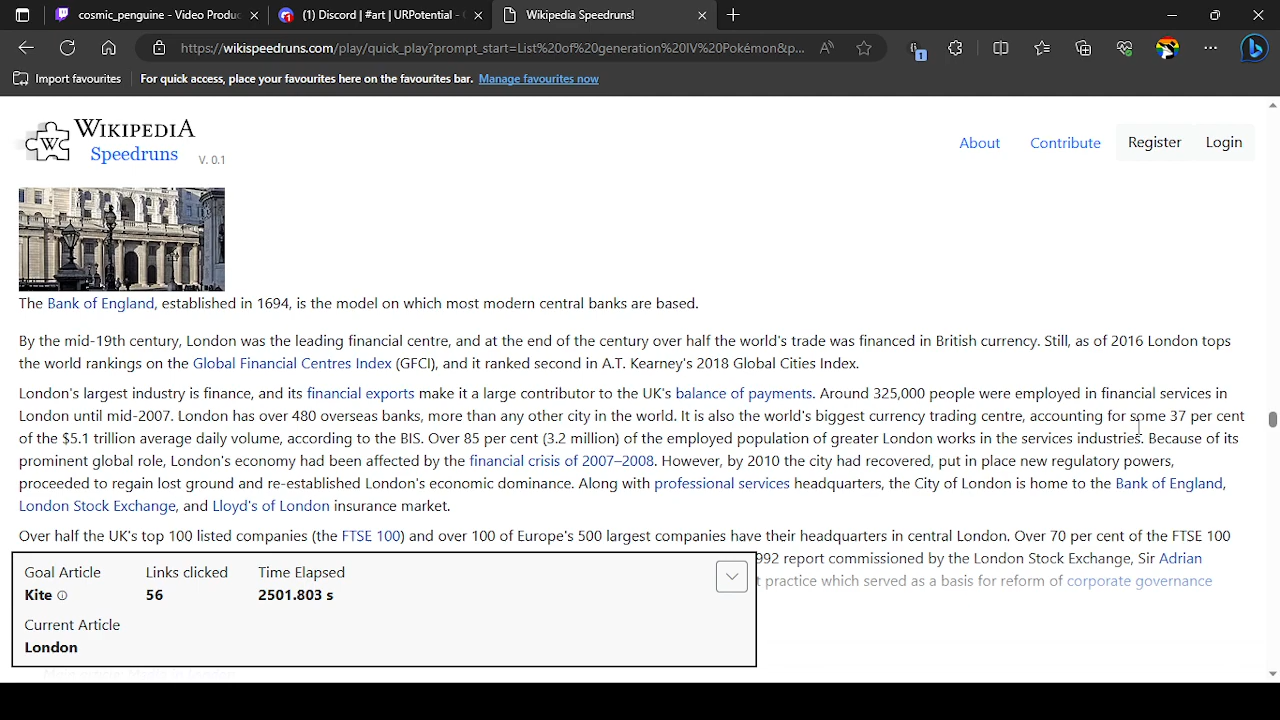 cosmic_penguine - Video Produc
(1) Discord | #art | URPotential -
Wikipedia Speedruns!
https://wikispeedruns.com/play/quick_play?prompt_start=List%20of%20generation%20IV%20Pokémon&p...
1
Import favourites
For quick access, place your favourites here on the favourites bar. Manage favourites now
WIKIPEDIA
Speedruns V. 0.1
About Contribute Register Login
The Bank of England, established in 1694, is the model on which most modern central banks are based.
By the mid-19th century, London was the leading financial centre, and at the end of the century over half the world's trade was financed in British currency. Still, as of 2016 London tops
the world rankings on the Global Financial Centres Index (GFCI), and it ranked second in A.T. Kearney's 2018 Global Cities Index.
London's largest industry is finance, and its financial exports make it a large contributor to the UK's balance of payments. Around 325,000 people were employed in financial services in
London until mid-2007. London has over 480 overseas banks, more than any other city in the world. It is also the world's biggest currency trading centre, accounting for some 37 per cent
of the $5.1 trillion average daily volume, according to the BIS. Over 85 per cent (3.2 million) of the employed population of greater London works in the services industries. Because of its
prominent global role, London's economy had been affected by the financial crisis of 2007–2008. However, by 2010 the city had recovered, put in place new regulatory powers,
proceeded to regain lost ground and re-established London's economic dominance. Along with professional services headquarters, the City of London is home to the Bank of England,
London Stock Exchange, and Lloyd's of London insurance market.
Over half the UK's top 100 listed companies (the FTSE 100) and over 100 of Europe's 500 largest companies have their headquarters in central London. Over 70 per cent of the FTSE 100
992 report commissioned by the London Stock Exchange, Sir Adrian
t practice which served as a basis for reform of corporate governance
Goal Article Links clicked Time Elapsed
Kite 56 2501.803 s
Current Article
London